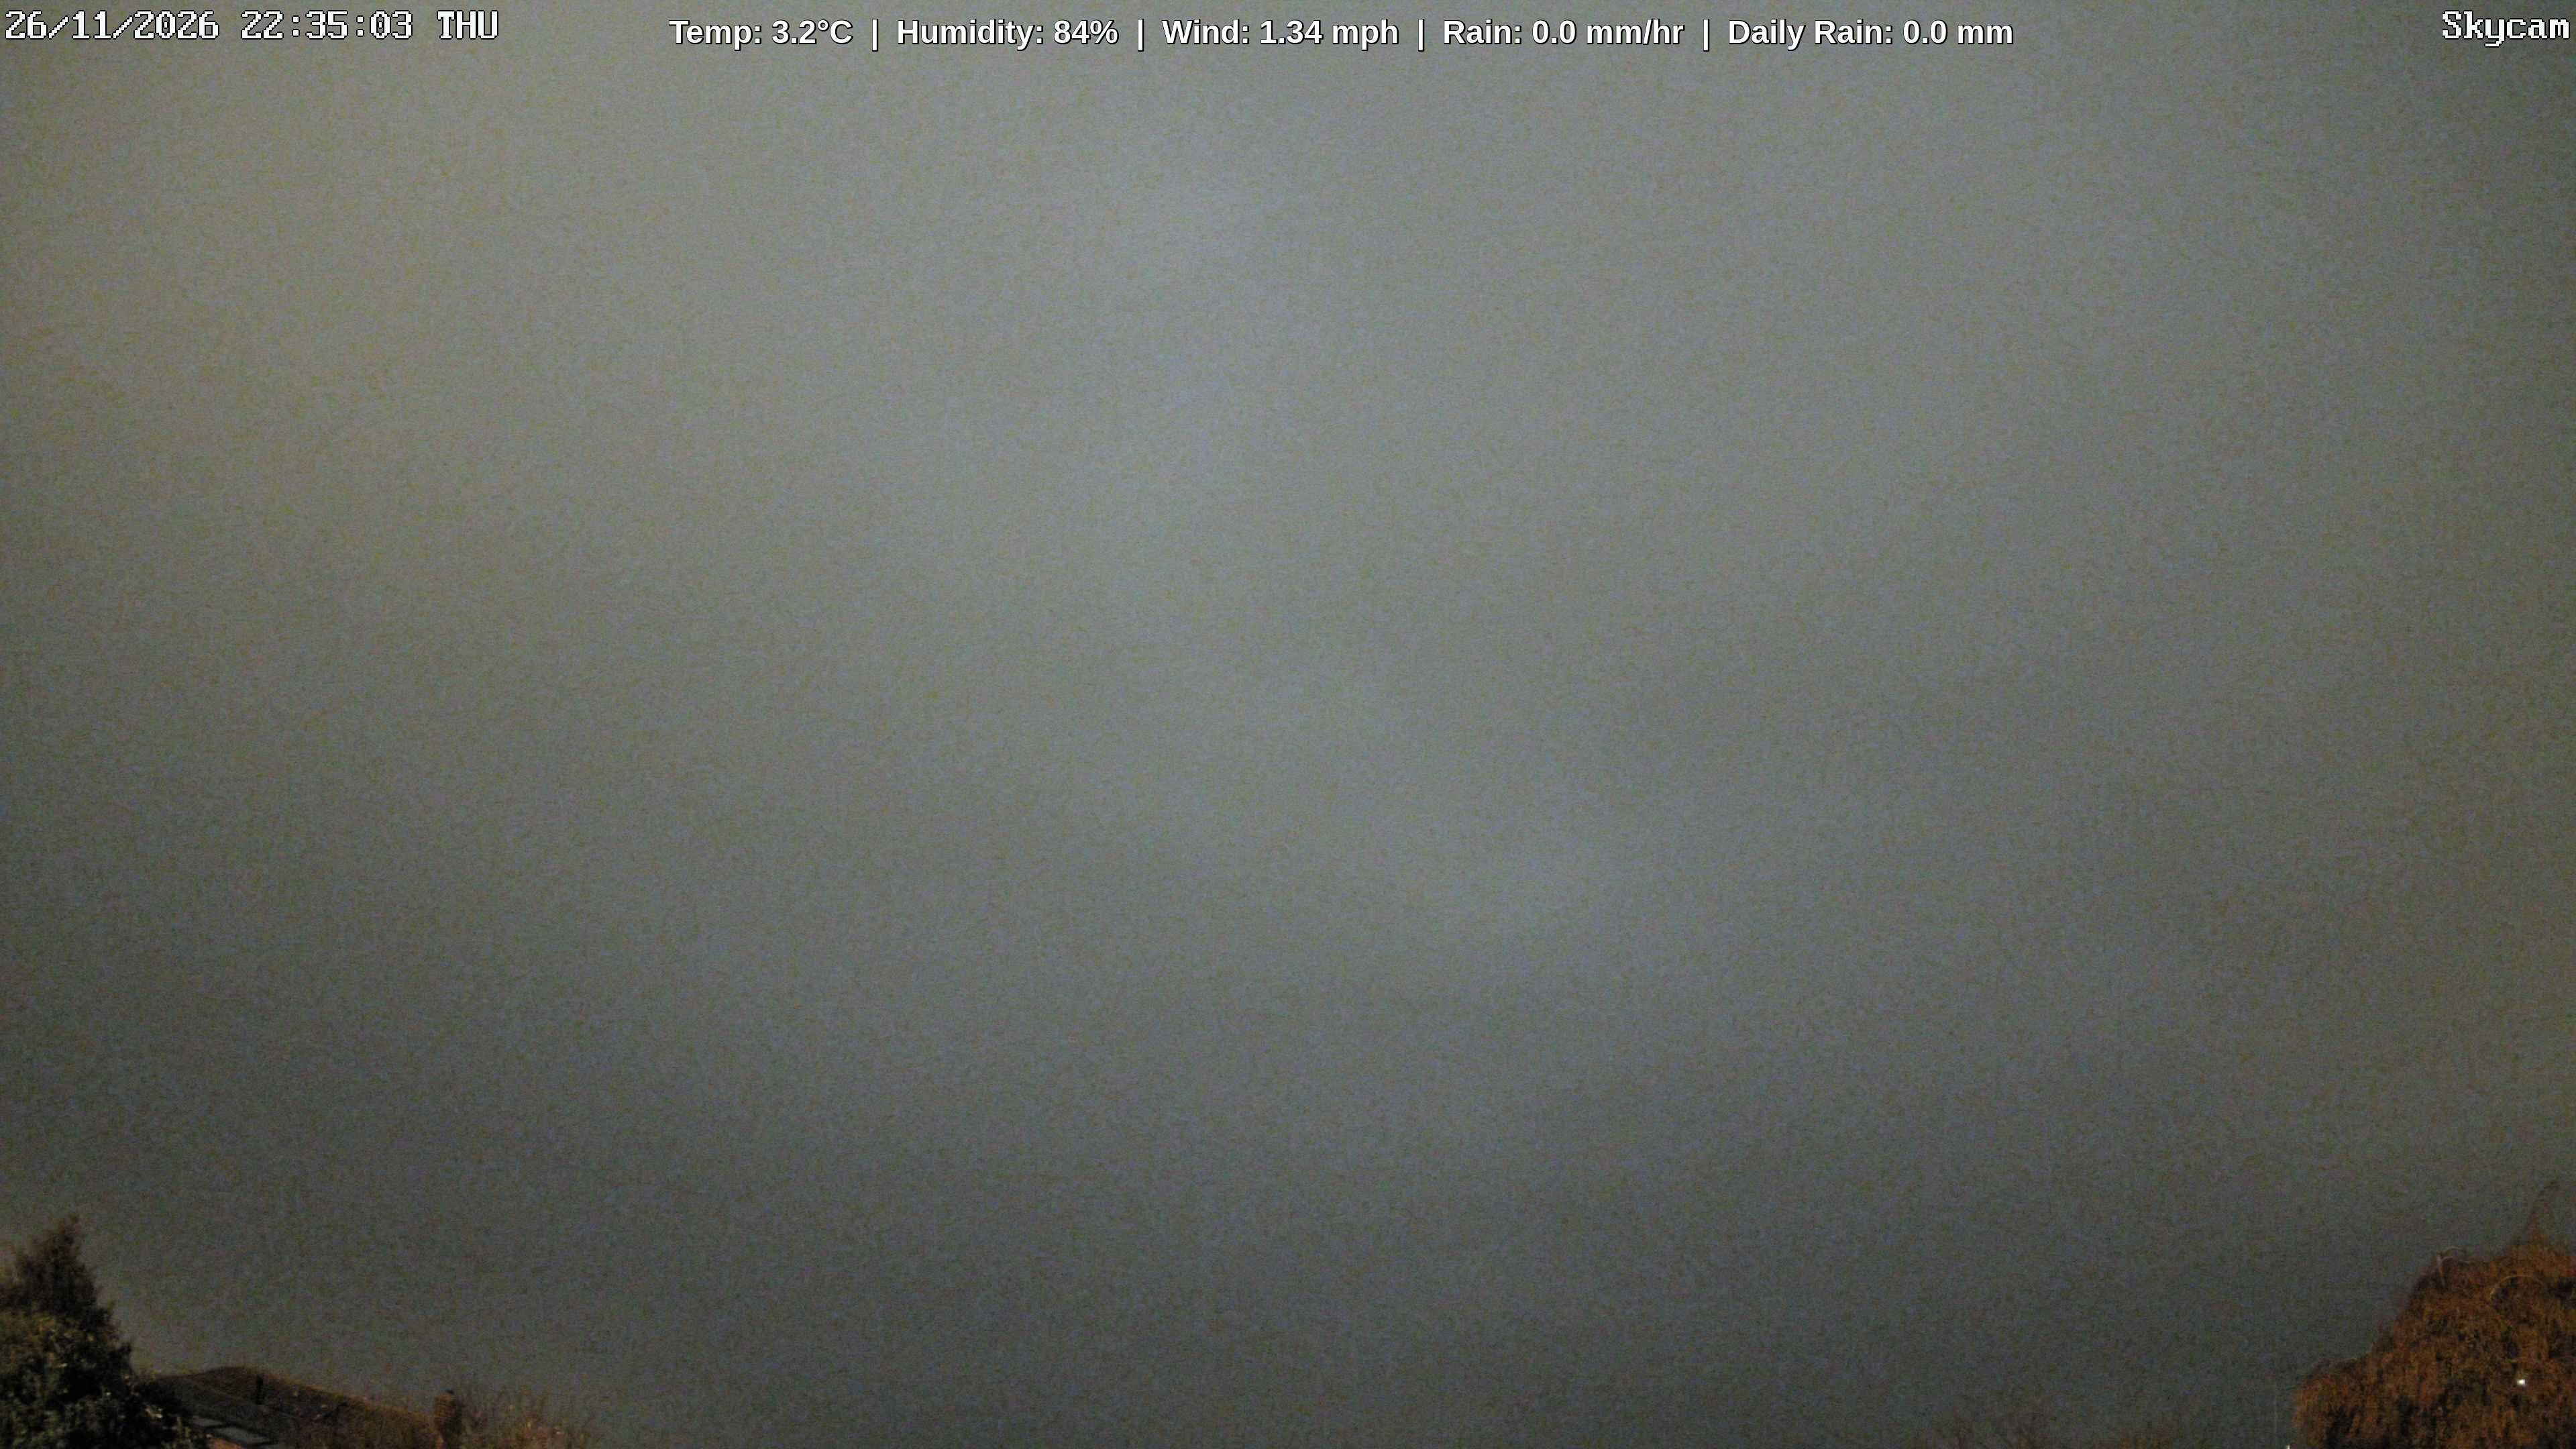 26/11/2026 22:35:03 THU
Temp: 3.2°C | Humidity: 84% | Wind: 1.34 mph | Rain: 0.0 mm/hr | Daily Rain: 0.0 mm
Skycam